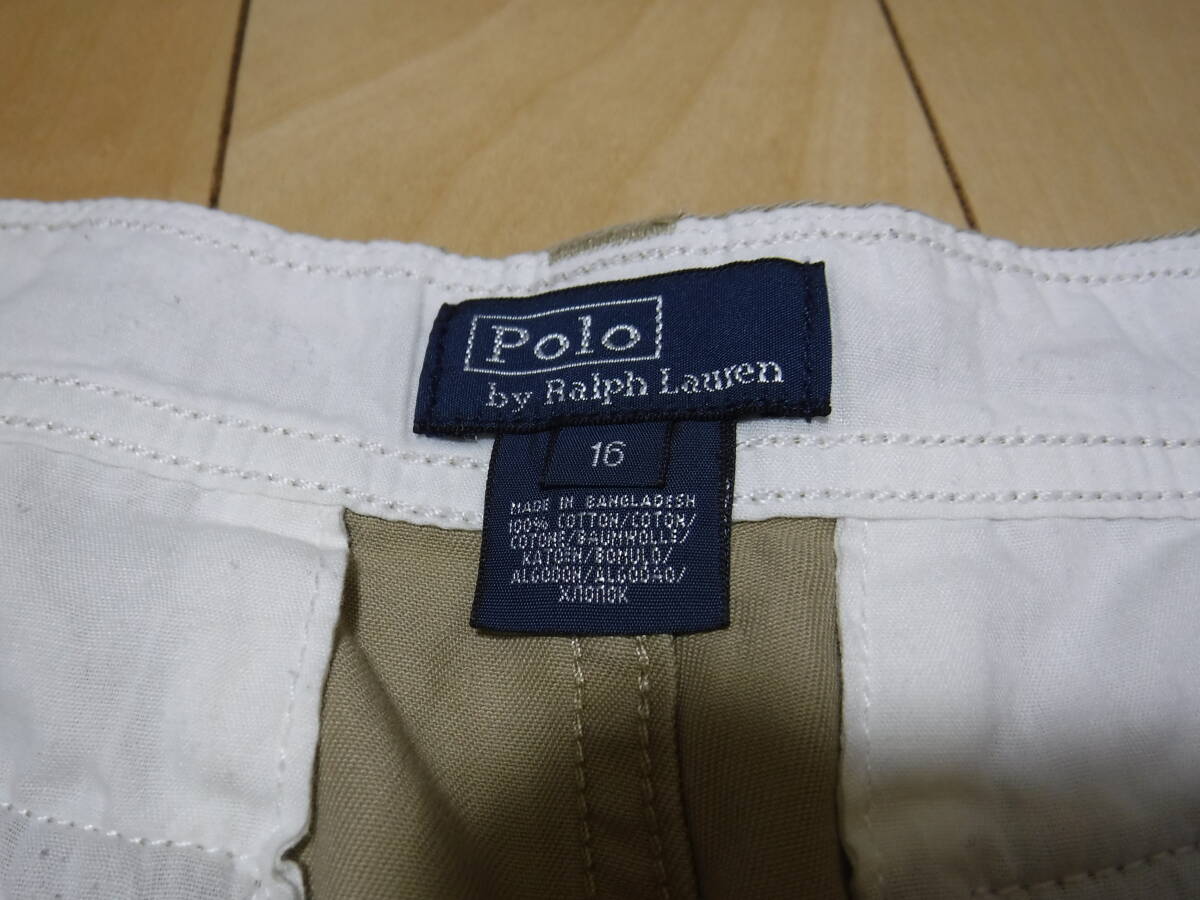 Polo
by Ralph Lauren
16
MADE IN BANGLADESH
100% COTTON/COTON/
COTONE/BAUMWOLLE/
KATOEN/BOMULD/
ALGODON/ALGODAO/
ХЛОПОК